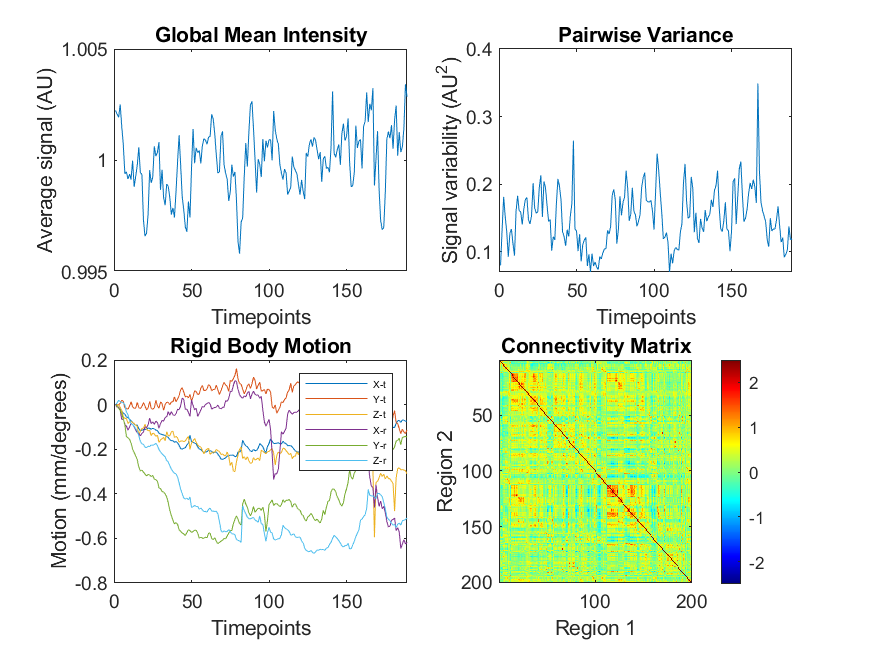 Global Mean Intensity
1.005
1
0.995
Average signal (AU)
0
50
100
150
Timepoints
Pairwise Variance
0.4
0.3
0.2
0.1
Signal variability (AU²)
0
50
100
150
Timepoints
Rigid Body Motion
0.2
0
-0.2
-0.4
-0.6
-0.8
Motion (mm/degrees)
X-t
Y-t
Z-t
X-r
Y-r
Z-r
0
50
100
150
Timepoints
Connectivity Matrix
50
100
150
200
Region 2
100
200
Region 1
2
1
0
-1
-2